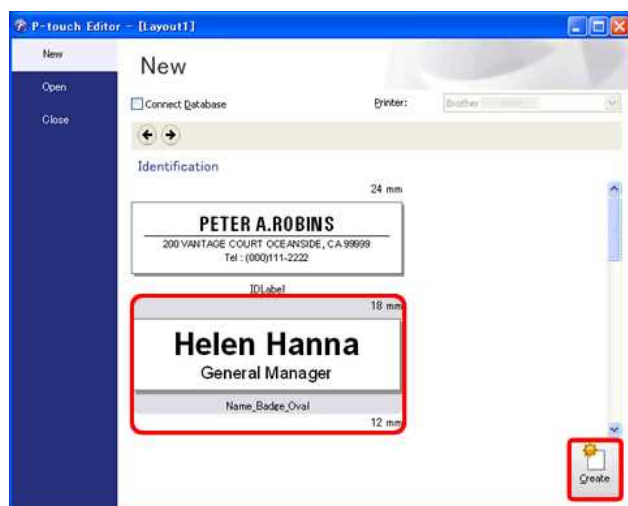 P-touch Editor - [Layout1]
New
Open
Close
New
Connect Database
Printer:
Brother
Identification
24 mm
PETER A.ROBINS
200 VANTAGE COURT OCEANSIDE, CA 99999
Tel : (000)111-2222
IDLabel
18 mm
Helen Hanna
General Manager
Name_Badge_Oval
12 mm
Create